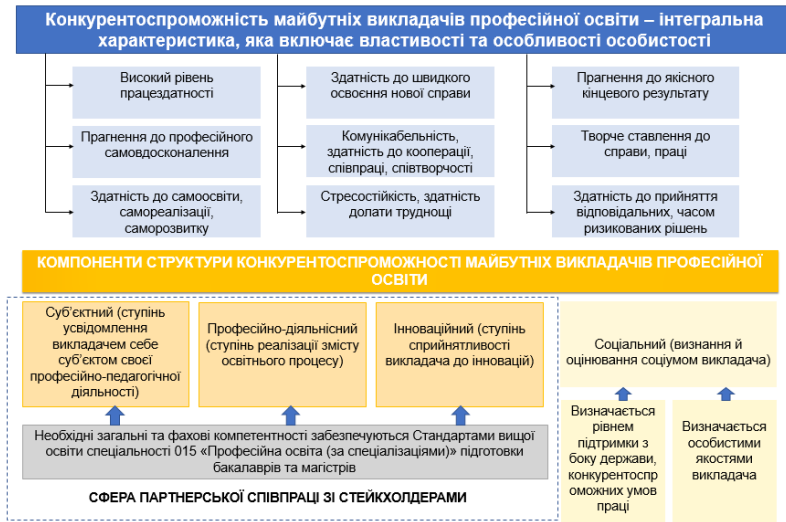 Конкурентоспроможність майбутніх викладачів професійної освіти – інтегральна
характеристика, яка включає властивості та особливості особистості
Високий рівень
працездатності
Здатність до швидкого
освоєння нової справи
Прагнення до якісного
кінцевого результату
Прагнення до професійного
самовдосконалення
Комунікабельність,
здатність до кооперації,
співпраці, співтворчості
Творче ставлення до
справи, праці
Здатність до самоосвіти,
самореалізації,
саморозвитку
Стресостійкість, здатність
долати труднощі
Здатність до прийняття
відповідальних, часом
ризикованих рішень
КОМПОНЕНТИ СТРУКТУРИ КОНКУРЕНТОСПРОМОЖНОСТІ МАЙБУТНІХ ВИКЛАДАЧІВ ПРОФЕСІЙНОЇ
ОСВІТИ
Суб’єктний (ступінь
усвідомлення
викладачем себе
суб’єктом своєї
професійно-педагогічної
діяльності)
Професійно-діяльнісний
(ступінь реалізації змісту
освітнього процесу)
Інноваційний (ступінь
сприйнятливості
викладача до інновацій)
Соціальний (визнання й
оцінювання соціумом викладача)
Необхідні загальні та фахові компетентності забезпечуються Стандартами вищої
освіти спеціальності 015 «Професійна освіта (за спеціалізаціями)» підготовки
бакалаврів та магістрів
Визначається
рівнем
підтримки з
боку держави,
конкурентоспр
оможних умов
праці
Визначається
особистими
якостями
викладача
СФЕРА ПАРТНЕРСЬКОЇ СПІВПРАЦІ ЗІ СТЕЙКХОЛДЕРАМИ